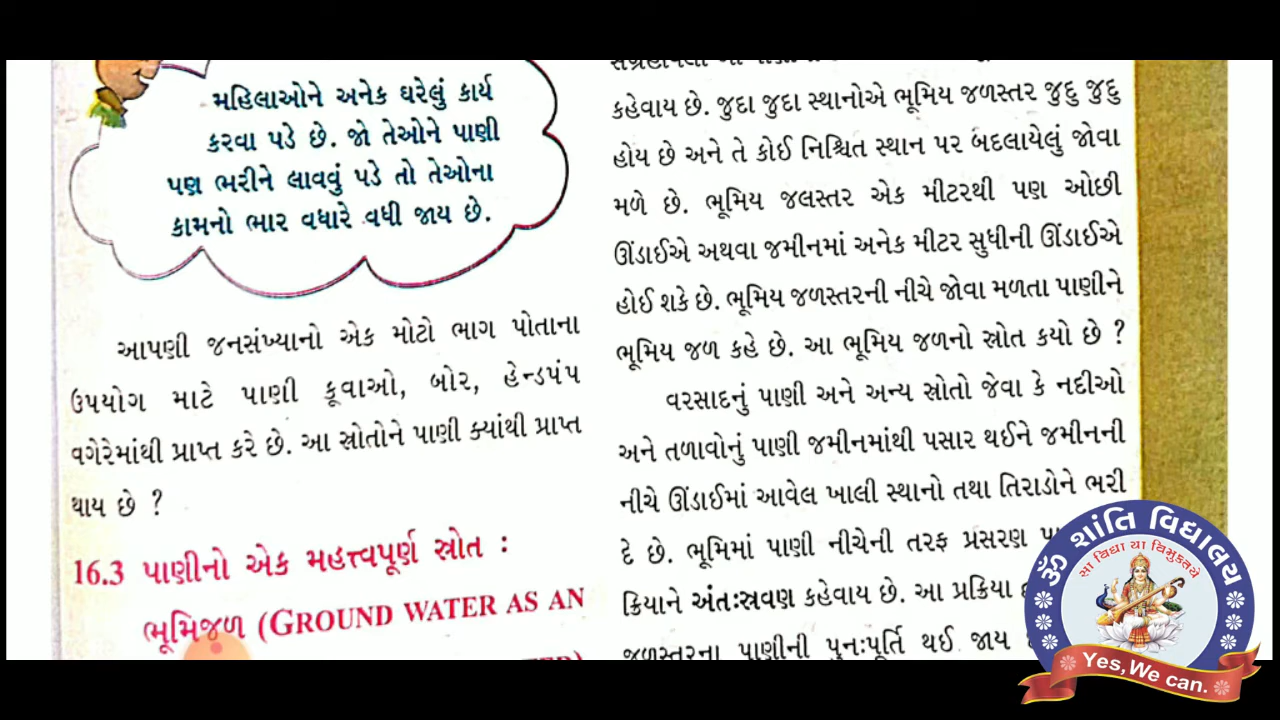 મહિલાઓને અનેક ઘરેલું કાર્ય
કરવા પડે છે. જો તેઓને પાણી
પણ ભરીને લાવવું પડે તો તેઓના
કામનો ભાર વધારે વધી જાય છે.
આપણી જનસંખ્યાનો એક મોટો ભાગ પોતાના
ઉપયોગ માટે પાણી કૂવાઓ, બોર, હેન્ડપંપ
વગેરેમાંથી પ્રાપ્ત કરે છે. આ સ્રોતોને પાણી ક્યાંથી પ્રાપ્ત
થાય છે ?
16.3 પાણીનો એક મહત્ત્વપૂર્ણ સ્રોત :
ભૂમિજળ (GROUND WATER AS AN
કહેવાય છે. જુદા જુદા સ્થાનોએ ભૂમિય જળસ્તર જુદુ જુદુ
હોય છે અને તે કોઈ નિશ્ચિત સ્થાન પર બદલાયેલું જોવા
મળે છે. ભૂમિય જલસ્તર એક મીટરથી પણ ઓછી
ઊંડાઈએ અથવા જમીનમાં અનેક મીટર સુધીની ઊંડાઈએ
હોઈ શકે છે. ભૂમિય જળસ્તરની નીચે જોવા મળતા પાણીને
ભૂમિય જળ કહે છે. આ ભૂમિય જળનો સ્રોત કયો છે ?
વરસાદનું પાણી અને અન્ય સ્રોતો જેવા કે નદીઓ
અને તળાવોનું પાણી જમીનમાંથી પસાર થઈને જમીનની
નીચે ઊંડાઈમાં આવેલ ખાલી સ્થાનો તથા તિરાડોને ભરી
દે છે. ભૂમિમાં પાણી નીચેની તરફ પ્રસરણ
ક્રિયાને અંતઃસ્રવણ કહેવાય છે. આ પ્રક્રિયા
જળસ્તરના પાણીની પુનઃપૂર્તિ થઈ જાય
ૐ શાંતિ વિદ્યાલય
સા વિદ્યા યા વિમુક્તયે
Yes, We can.